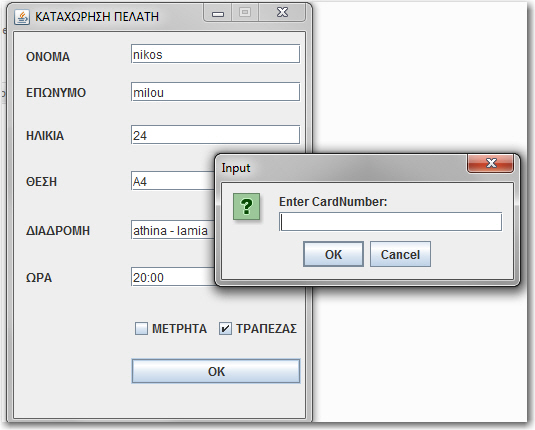 ΚΑΤΑΧΩΡΗΣΗ ΠΕΛΑΤΗ
ΟΝΟΜΑ nikos
ΕΠΩΝΥΜΟ milou
ΗΛΙΚΙΑ 24
ΘΕΣΗ A4
ΔΙΑΔΡΟΜΗ athina - lamia
ΩΡΑ 20:00
ΜΕΤΡΗΤΑ ΤΡΑΠΕΖΑΣ
OK
Input
Enter CardNumber:
OK Cancel